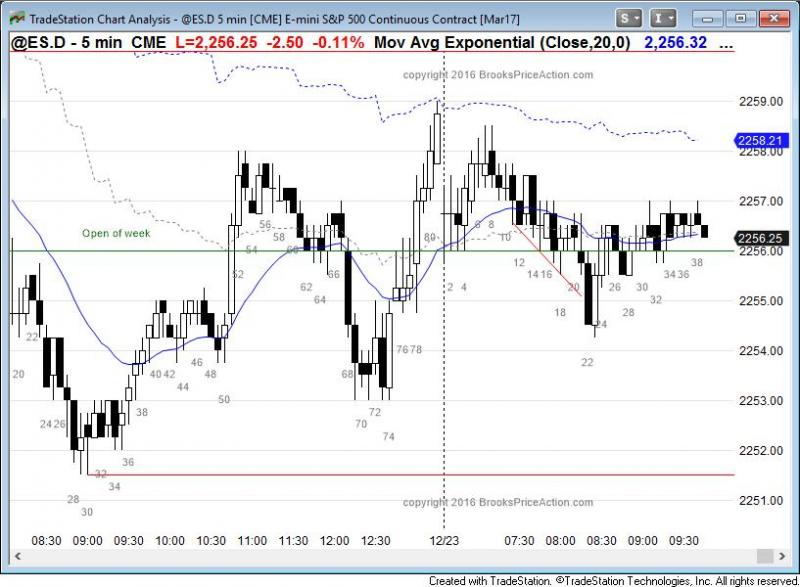 TradeStation Chart Analysis - @ES.D 5 min [CME] E-mini S&P 500 Continuous Contract [Mar17]
S I
@ES.D - 5 min CME L=2,256.25 -2.50 -0.11% Mov Avg Exponential (Close,20,0) 2,256.32 ...
copyright 2016 BrooksPriceAction.com
2259.00
2258.21
2258.00
2257.00
Open of week
2256.25
2256.00
2255.00
2254.00
2253.00
2252.00
2251.00
20 22 24 26 28 30 32 34 36 38 40 42 44 46 48 50 52 54 56 58 60 62 64 66 68 70 72 74 76 78 80
2 4 6 8 10 12 14 16 18 20 22 24 26 28 30 32 34 36 38
copyright 2016 BrooksPriceAction.com
08:30 09:00 09:30 10:00 10:30 11:00 11:30 12:00 12:30 12/23 07:30 08:00 08:30 09:00 09:30
Created with TradeStation. ©TradeStation Technologies, Inc. All rights reserved.